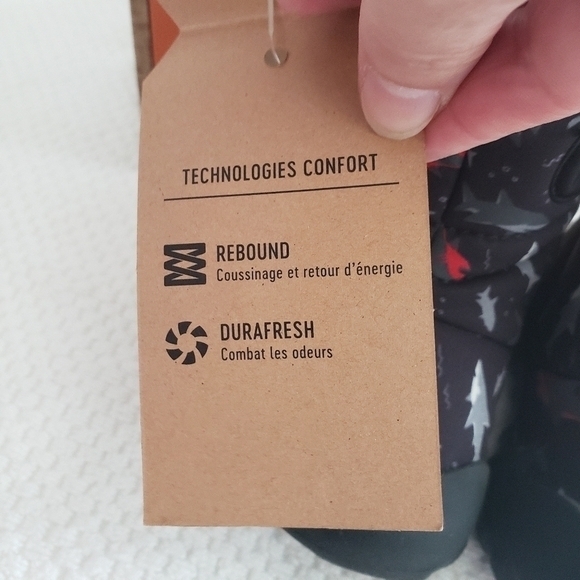 TECHNOLOGIES CONFORT
REBOUND
Coussinage et retour d'énergie
DURAFRESH
Combat les odeurs